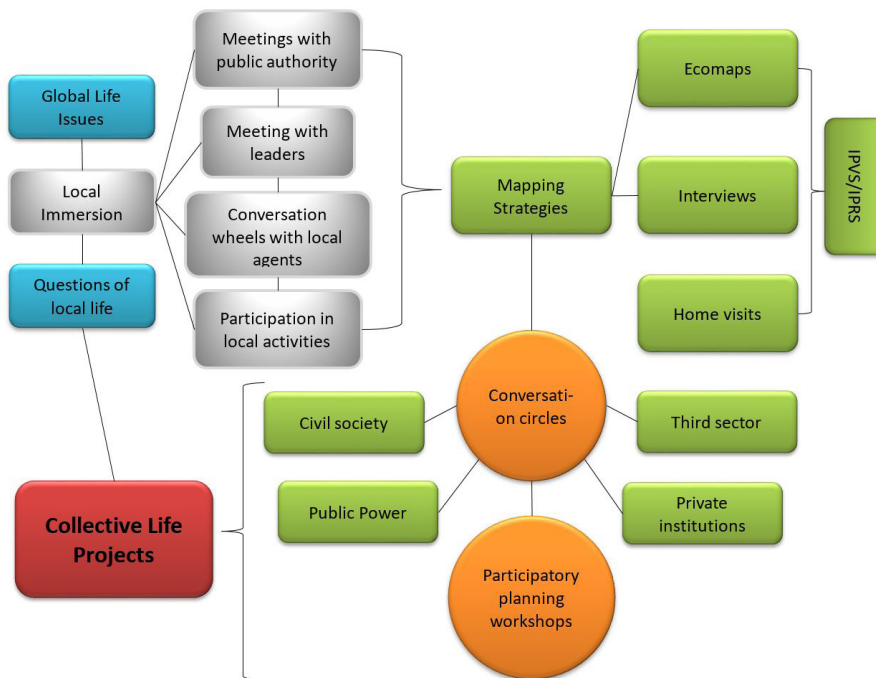 Global Life
Issues
Local
Immersion
Questions of
local life
Meetings with
public authority
Meeting with
leaders
Conversation
wheels with local
agents
Participation in
local activities
Mapping
Strategies
Ecomaps
Interviews
Home visits
IPVS/IPRS
Conversati-
on circles
Civil society
Public Power
Third sector
Private
institutions
Participatory
planning
workshops
Collective Life
Projects